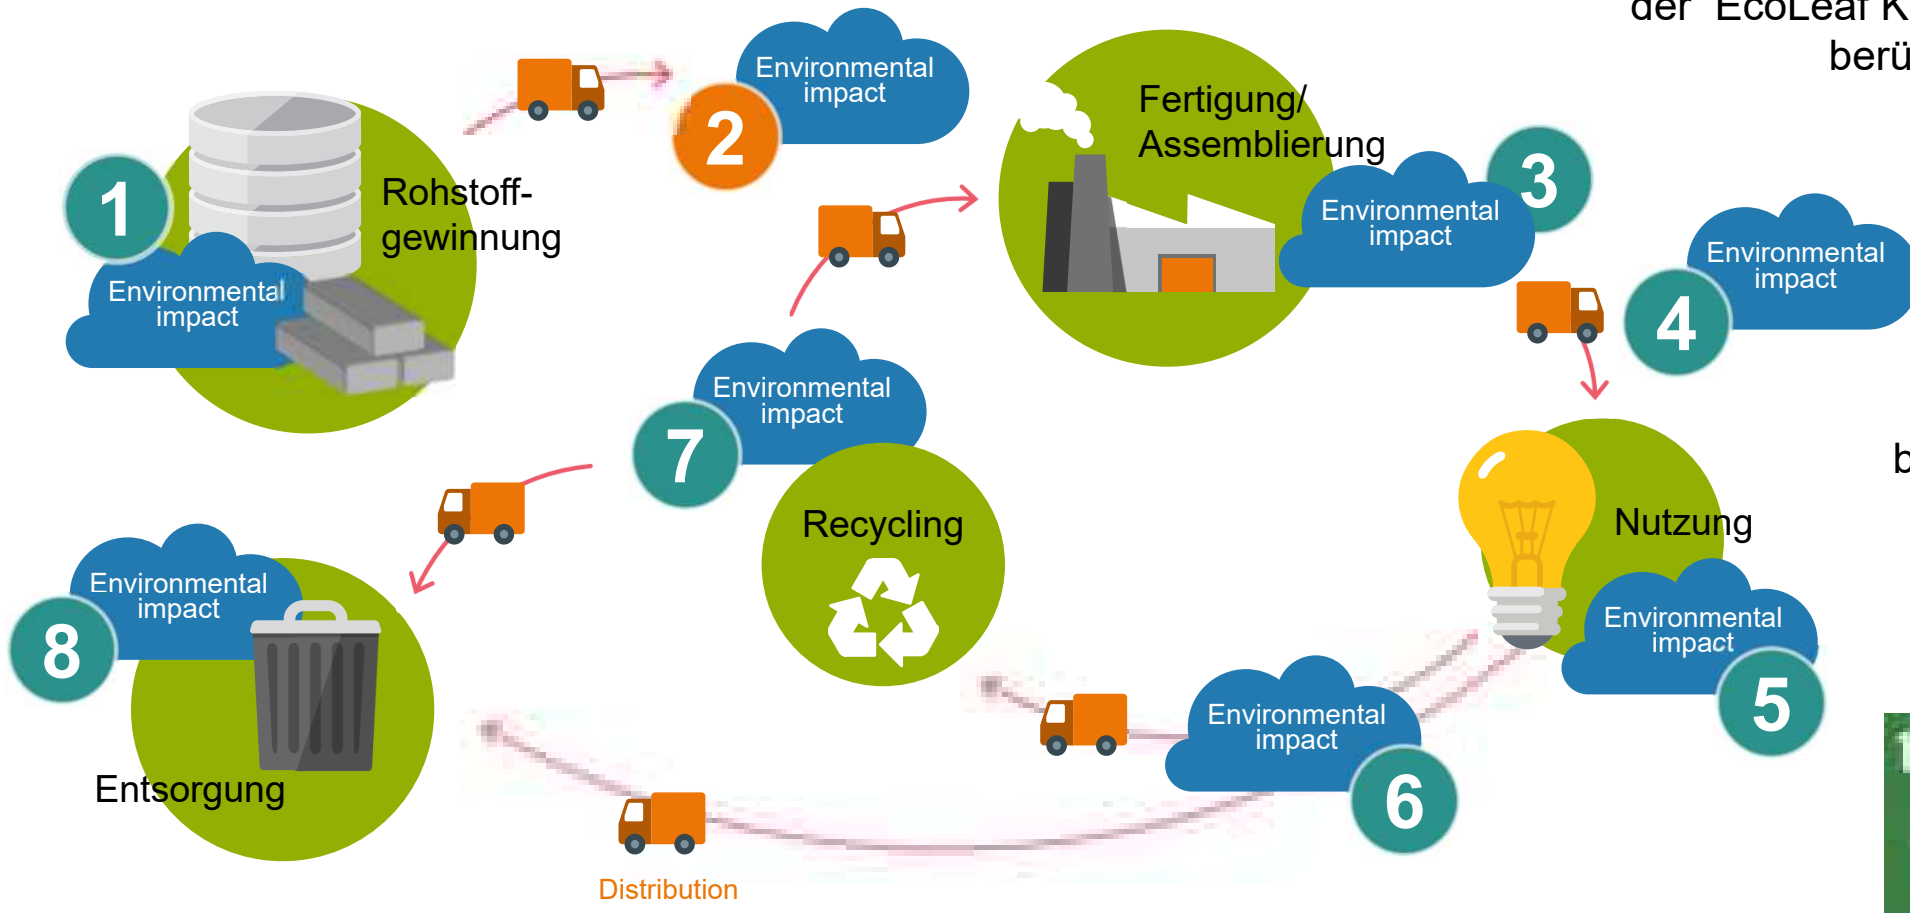 der EcoLeaf K
berü
Environmental
impact
2
Fertigung/
Assemblierung
3
Environmental
impact
1
Rohstoff-
gewinnung
Environmental
impact
Environmental
impact
4
Environmental
impact
7
Recycling
b
Nutzung
Environmental
impact
5
Environmental
impact
8
Entsorgung
Environmental
impact
6
Distribution